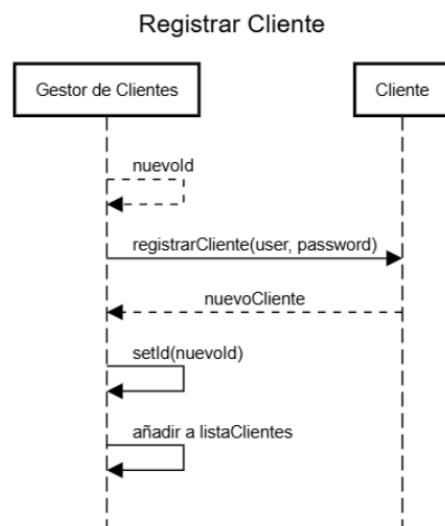 Registrar Cliente
Gestor de Clientes
Cliente
nuevoId
registrarCliente(user, password)
nuevoCliente
setId(nuevoId)
añadir a listaClientes